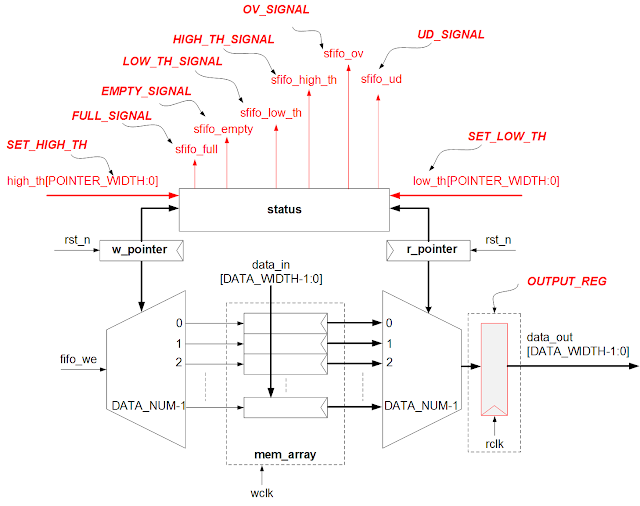 OV_SIGNAL
HIGH_TH_SIGNAL
UD_SIGNAL
LOW_TH_SIGNAL
sfifo_ov
sfifo_high_th
sfifo_ud
EMPTY_SIGNAL
FULL_SIGNAL
sfifo_low_th
sfifo_empty
SET_HIGH_TH
sfifo_full
SET_LOW_TH
high_th[POINTER_WIDTH:0]
low_th[POINTER_WIDTH:0]
status
rst_n
w_pointer
r_pointer
rst_n
data_in
[DATA_WIDTH-1:0]
OUTPUT_REG
0
0
1
1
2
2
fifo_we
data_out
[DATA_WIDTH-1:0]
DATA_NUM-1
DATA_NUM-1
rclk
mem_array
wclk